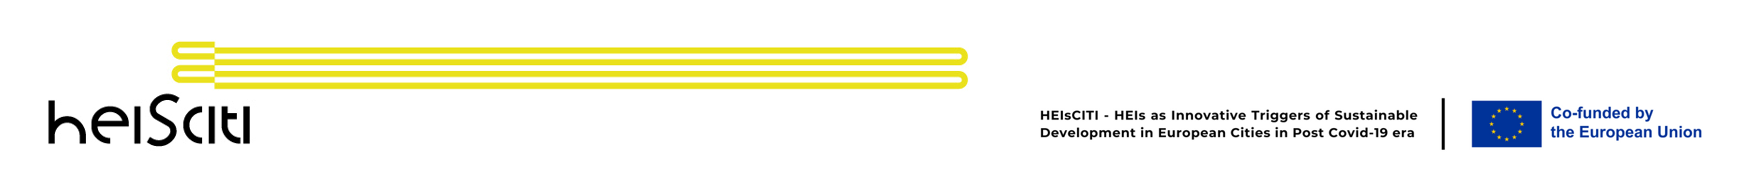 heiSciti
HEIsCITI - HEIs as Innovative Triggers of Sustainable
Development in European Cities in Post Covid-19 era
Co-funded by
the European Union